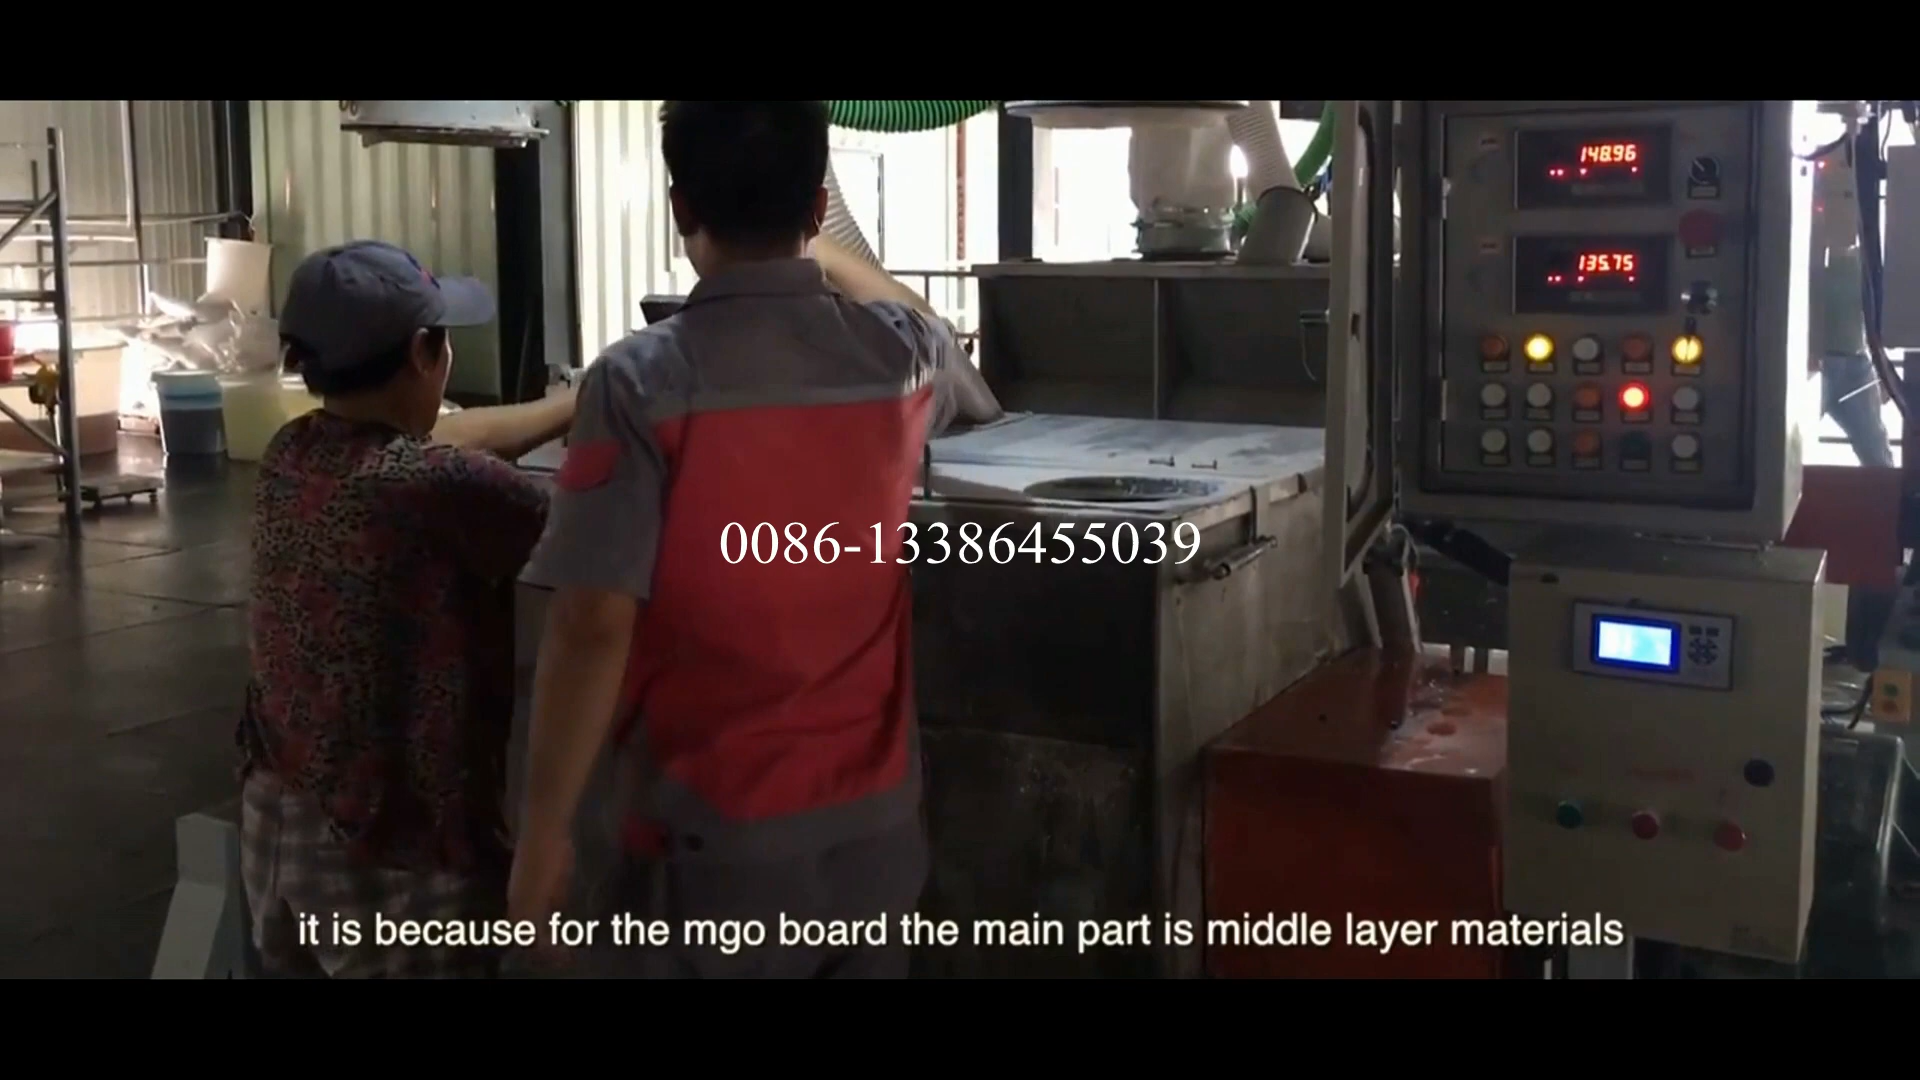 148.96
135.75
0086-13386455039
it is because for the mgo board the main part is middle layer materials